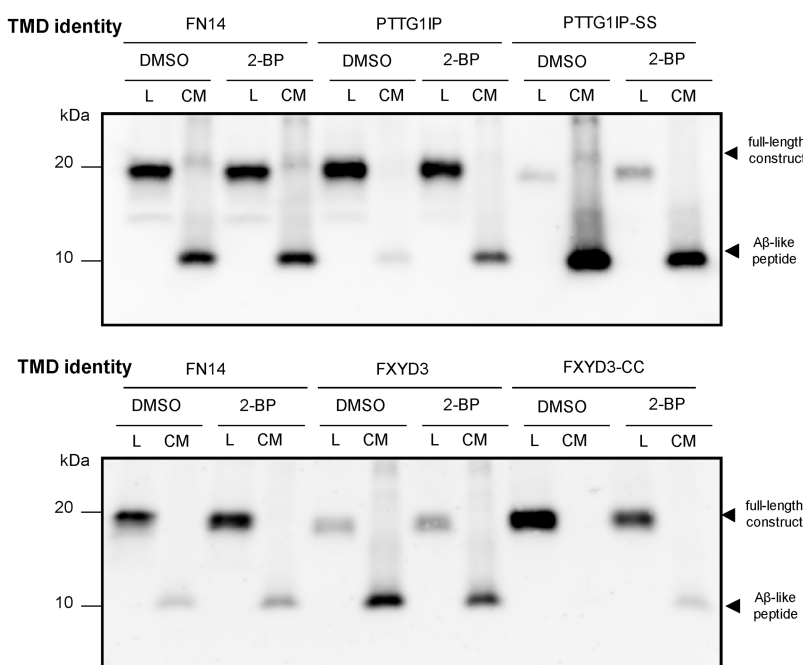 TMD identity FN14 PTTG1IP PTTG1IP-SS
DMSO 2-BP DMSO 2-BP DMSO 2-BP
L CM L CM L CM L CM L CM L CM
kDa
20
10
full-length
construct
Aβ-like
peptide
TMD identity FN14 FXYD3 FXYD3-CC
DMSO 2-BP DMSO 2-BP DMSO 2-BP
L CM L CM L CM L CM L CM L CM
kDa
20
10
full-length
construct
Aβ-like
peptide